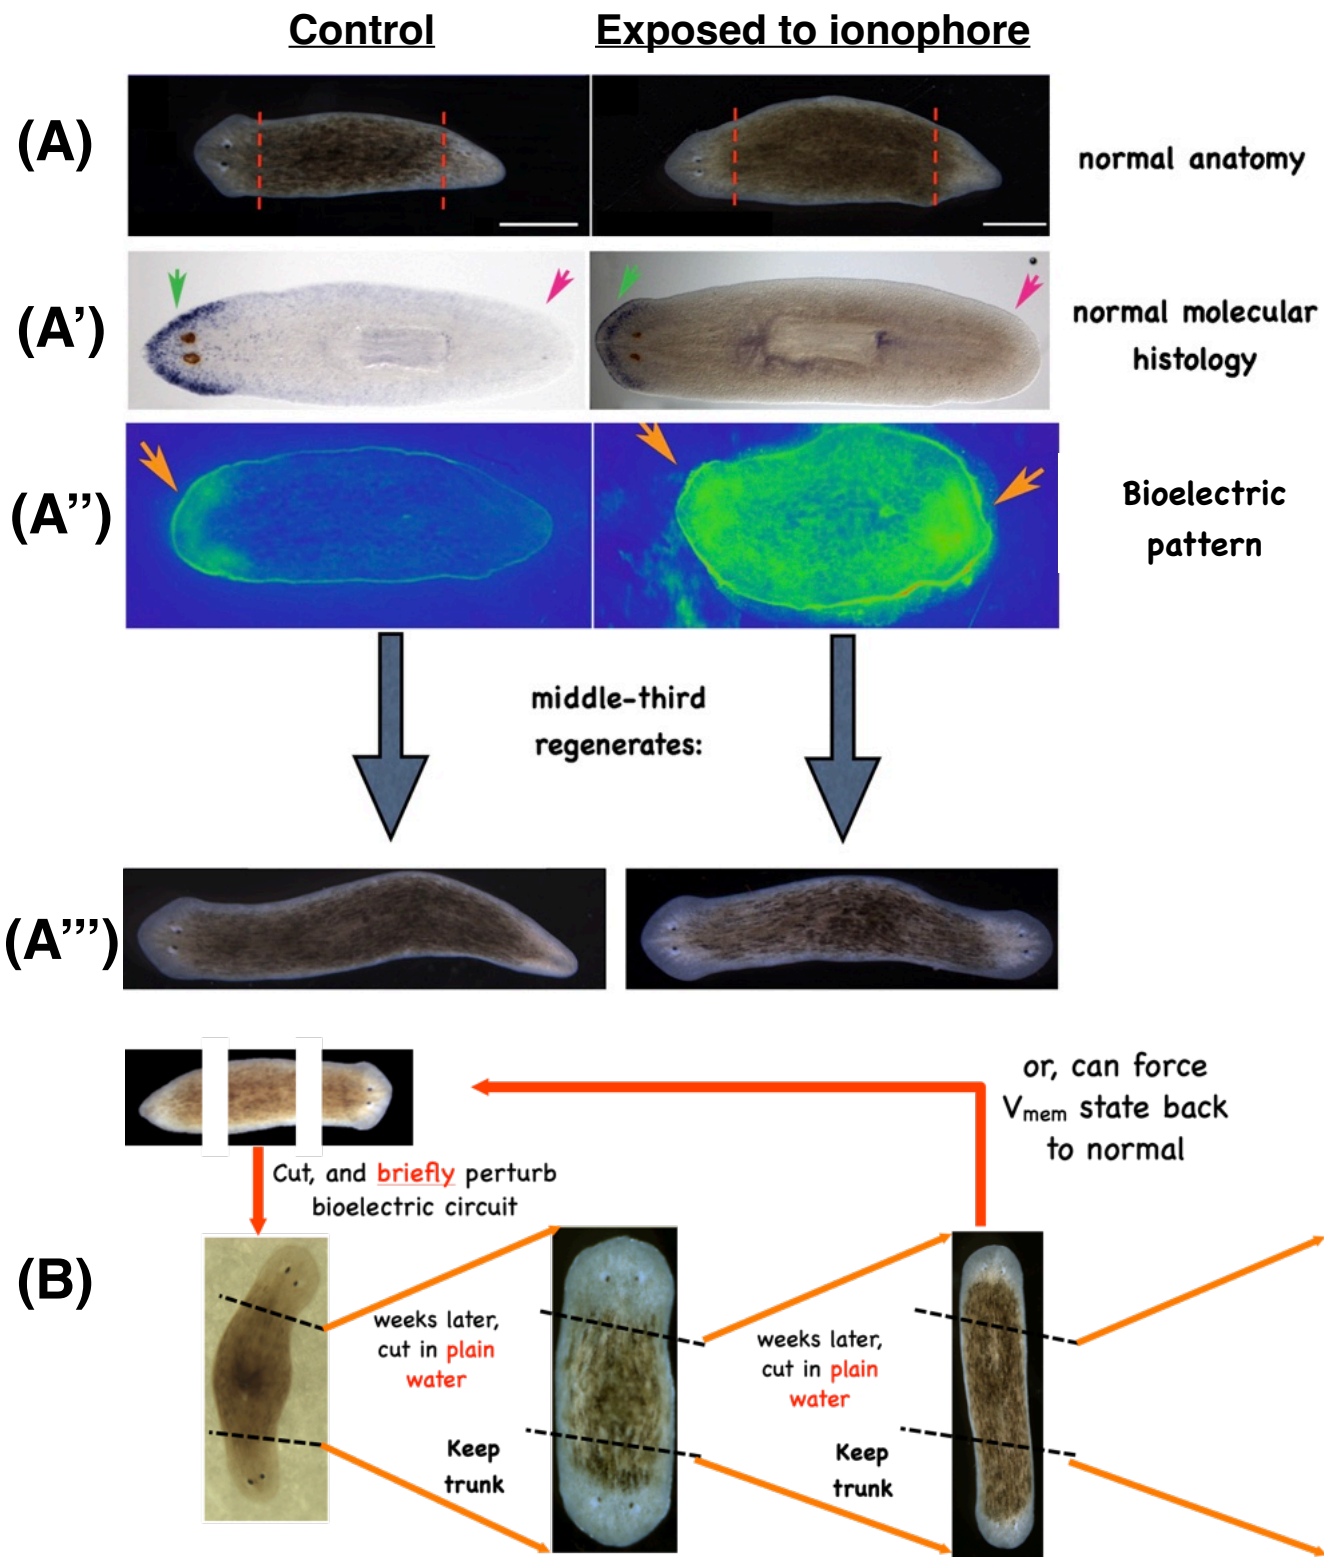 Control
Exposed to ionophore
(A)
normal anatomy
(A')
normal molecular
histology
(A'')
Bioelectric
pattern
middle-third
regenerates:
(A''')
or, can force
Vmem state back
to normal
Cut, and briefly perturb
bioelectric circuit
(B)
weeks later,
cut in plain
water
Keep
trunk
weeks later,
cut in plain
water
Keep
trunk